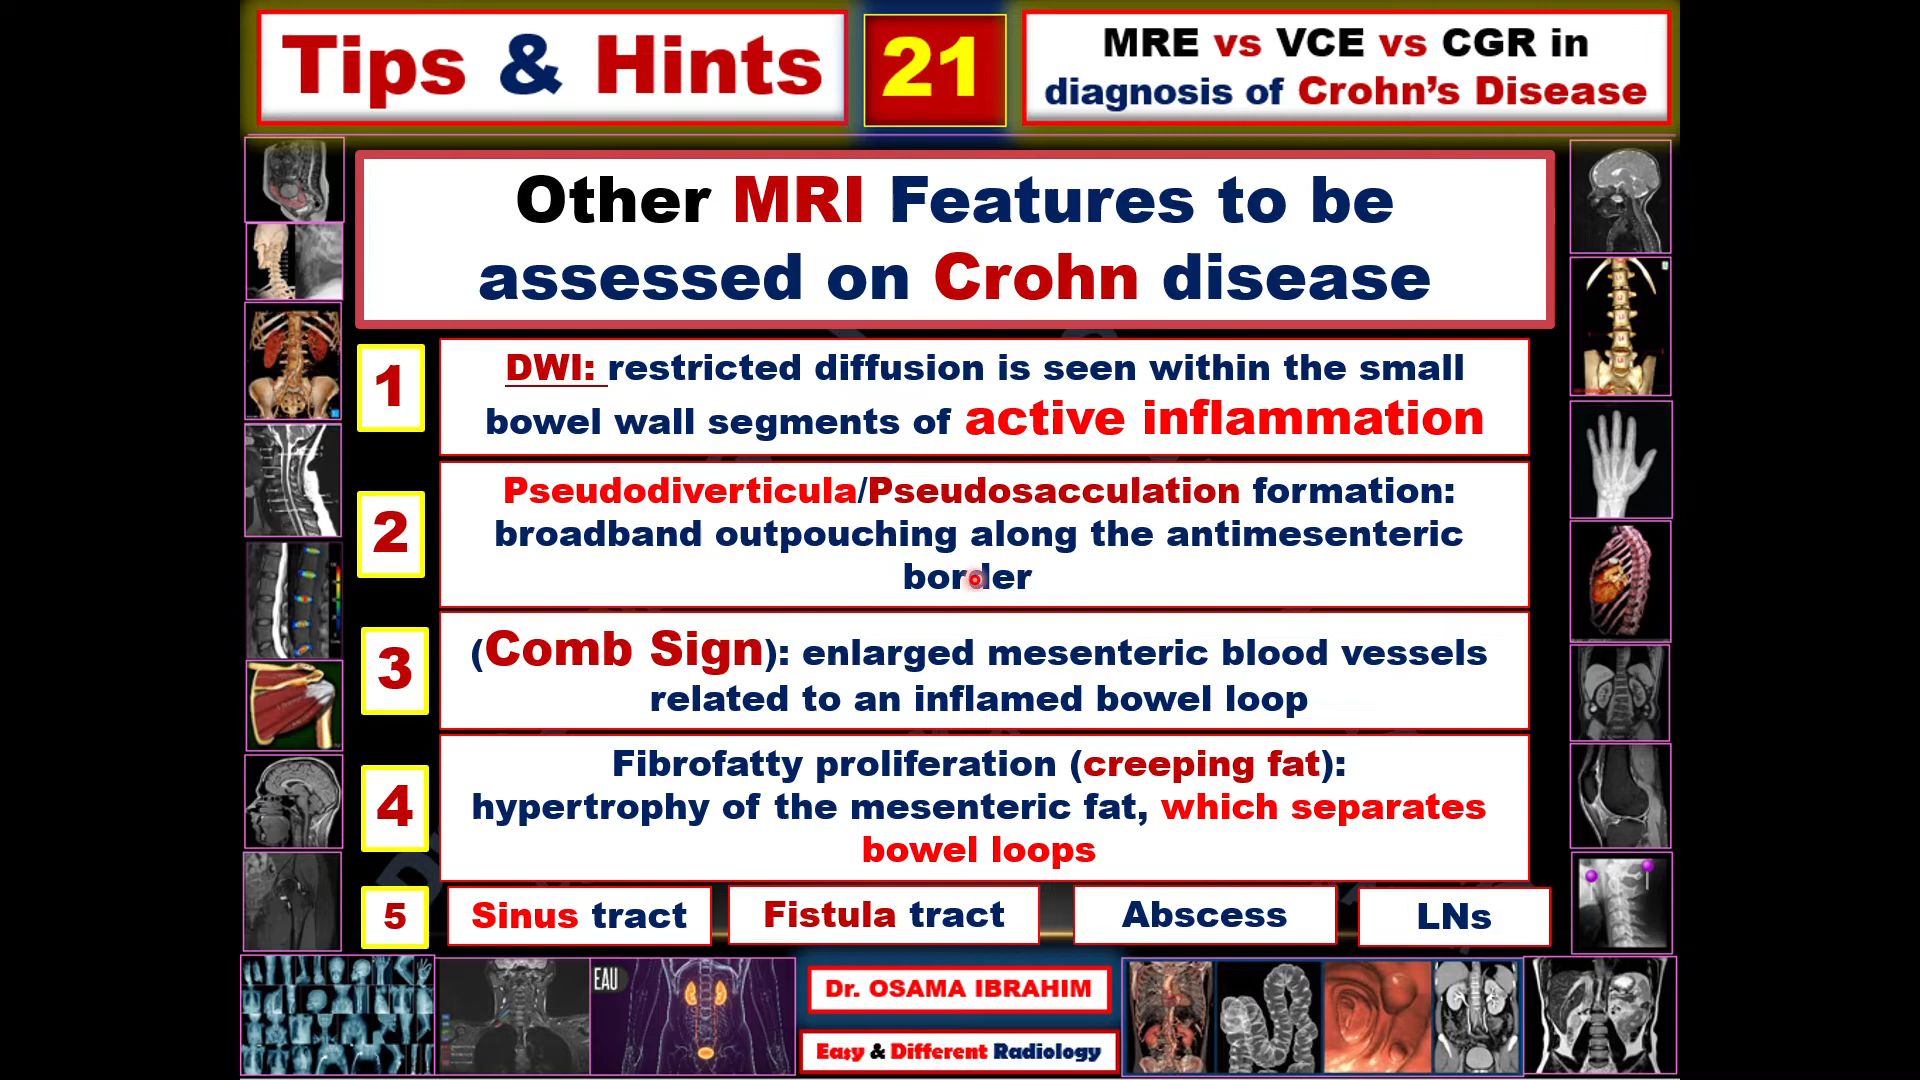 Tips & Hints
21
MRE vs VCE vs CGR in
diagnosis of Crohn's Disease
Other MRI Features to be
assessed on Crohn disease
1
DWI: restricted diffusion is seen within the small
bowel wall segments of active inflammation
2
Pseudodiverticula/Pseudosacculation formation:
broadband outpouching along the antimesenteric
border
3
(Comb Sign): enlarged mesenteric blood vessels
related to an inflamed bowel loop
4
Fibrofatty proliferation (creeping fat):
hypertrophy of the mesenteric fat, which separates
bowel loops
5
Sinus tract
Fistula tract
Abscess
LNs
EAU
Dr. OSAMA IBRAHIM
Easy & Different Radiology